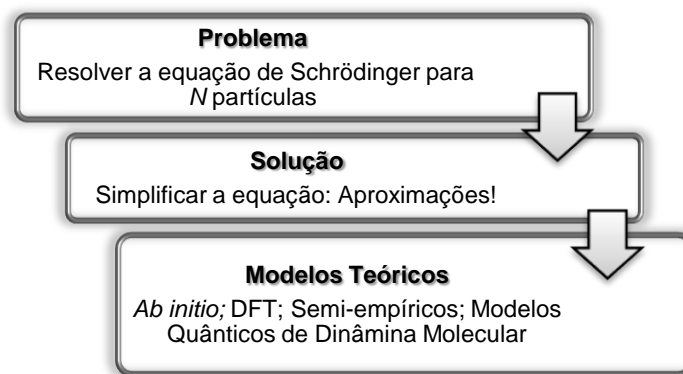 Problema
Resolver a equação de Schrödinger para
N partículas
Solução
Simplificar a equação: Aproximações!
Modelos Teóricos
Ab initio; DFT; Semi-empíricos; Modelos
Quânticos de Dinâmina Molecular